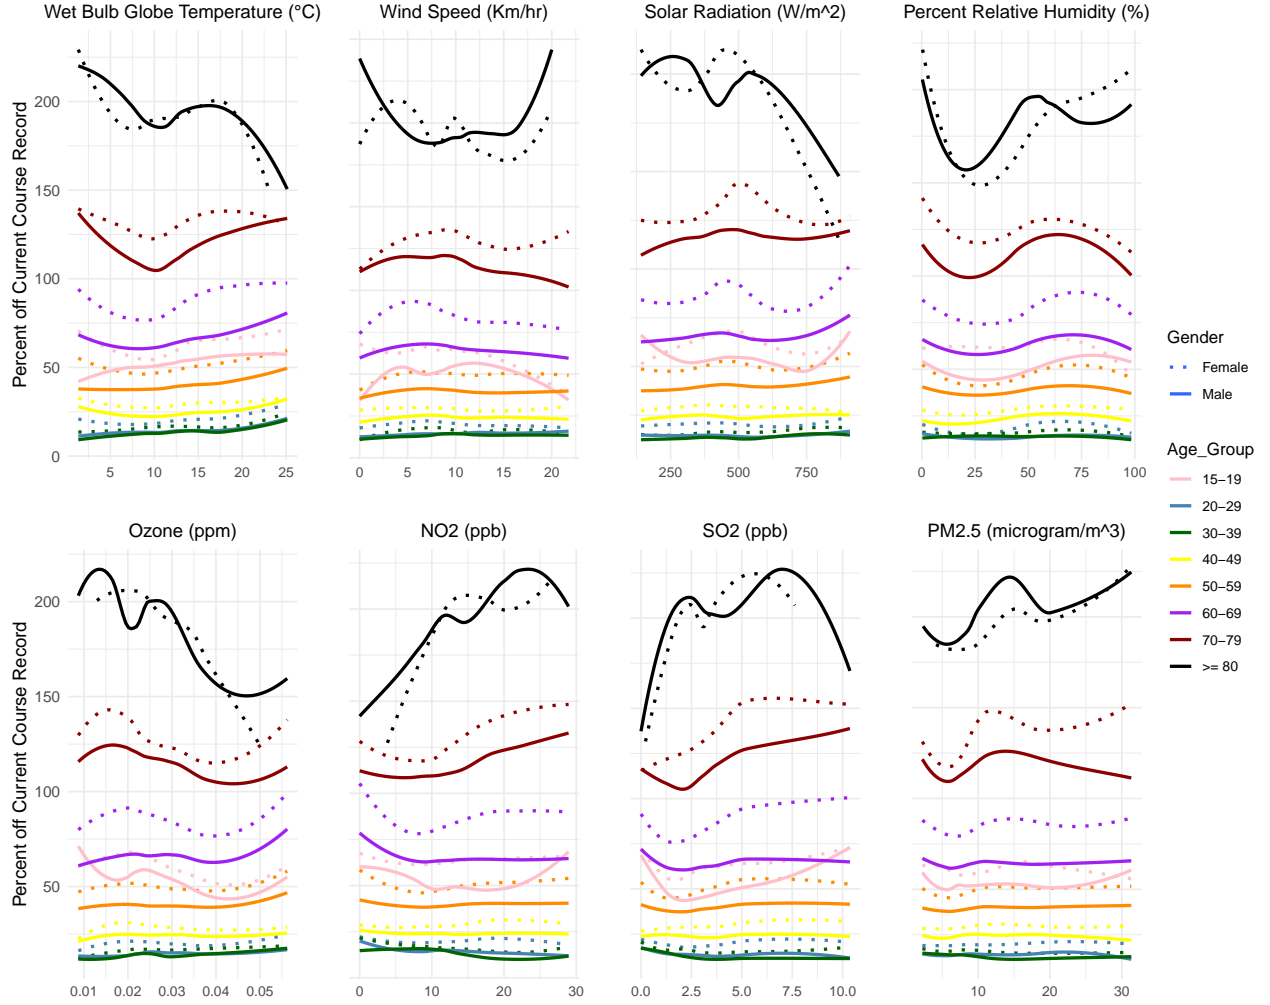 Wet Bulb Globe Temperature (°C)
Wind Speed (Km/hr)
Solar Radiation (W/m^2)
Percent Relative Humidity (%)
Percent off Current Course Record
200
150
100
50
0
5 10 15 20 25
0 5 10 15 20
250 500 750
0 25 50 75 100
Gender
Female
Male
Age_Group
15−19
20−29
30−39
40−49
50−59
60−69
70−79
>= 80
Ozone (ppm)
NO2 (ppb)
SO2 (ppb)
PM2.5 (microgram/m^3)
Percent off Current Course Record
200
150
100
50
0.01 0.02 0.03 0.04 0.05
0 10 20 30
0.0 2.5 5.0 7.5 10.0
0 10 20 30